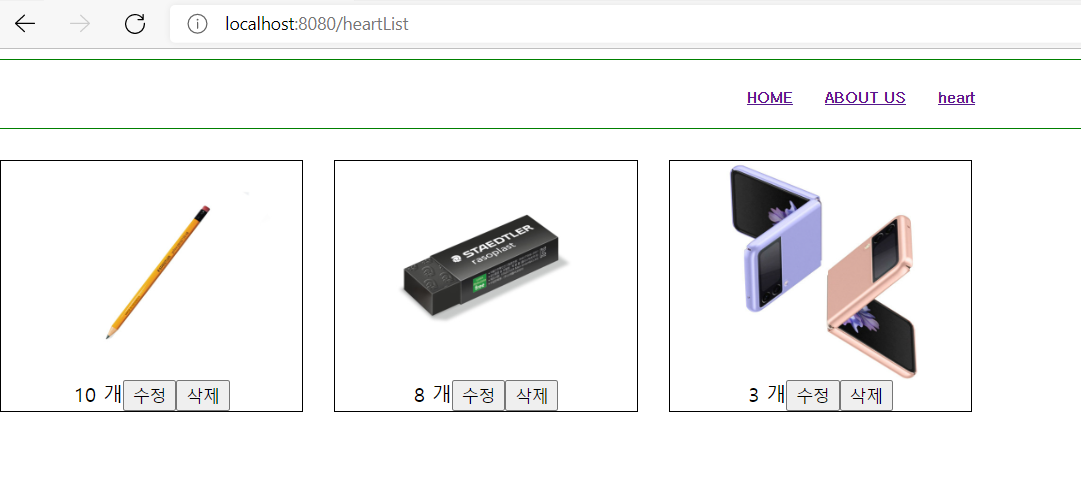 localhost:8080/heartList
HOME ABOUT US heart
STAEDTLER
rasoplast
10 개 수정 삭제
8 개 수정 삭제
3 개 수정 삭제